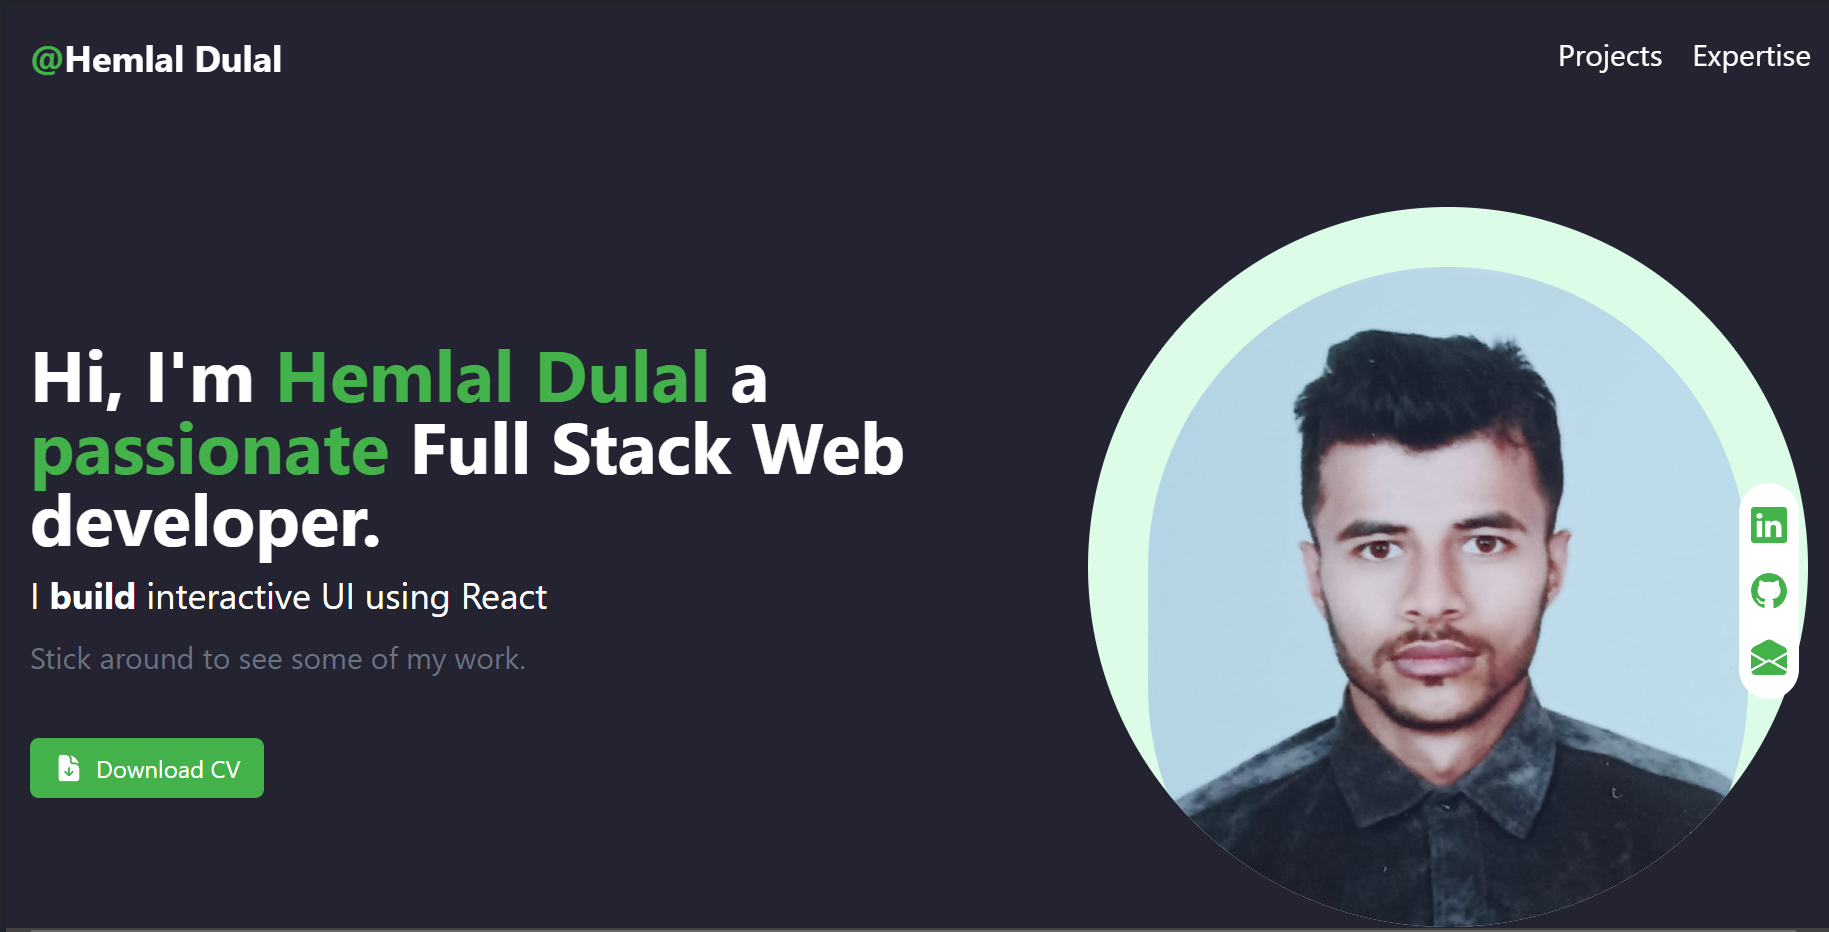 @Hemlal Dulal
Projects Expertise
Hi, I'm Hemlal Dulal a
passionate Full Stack Web
developer.
I build interactive UI using React
Stick around to see some of my work.
in
Download CV